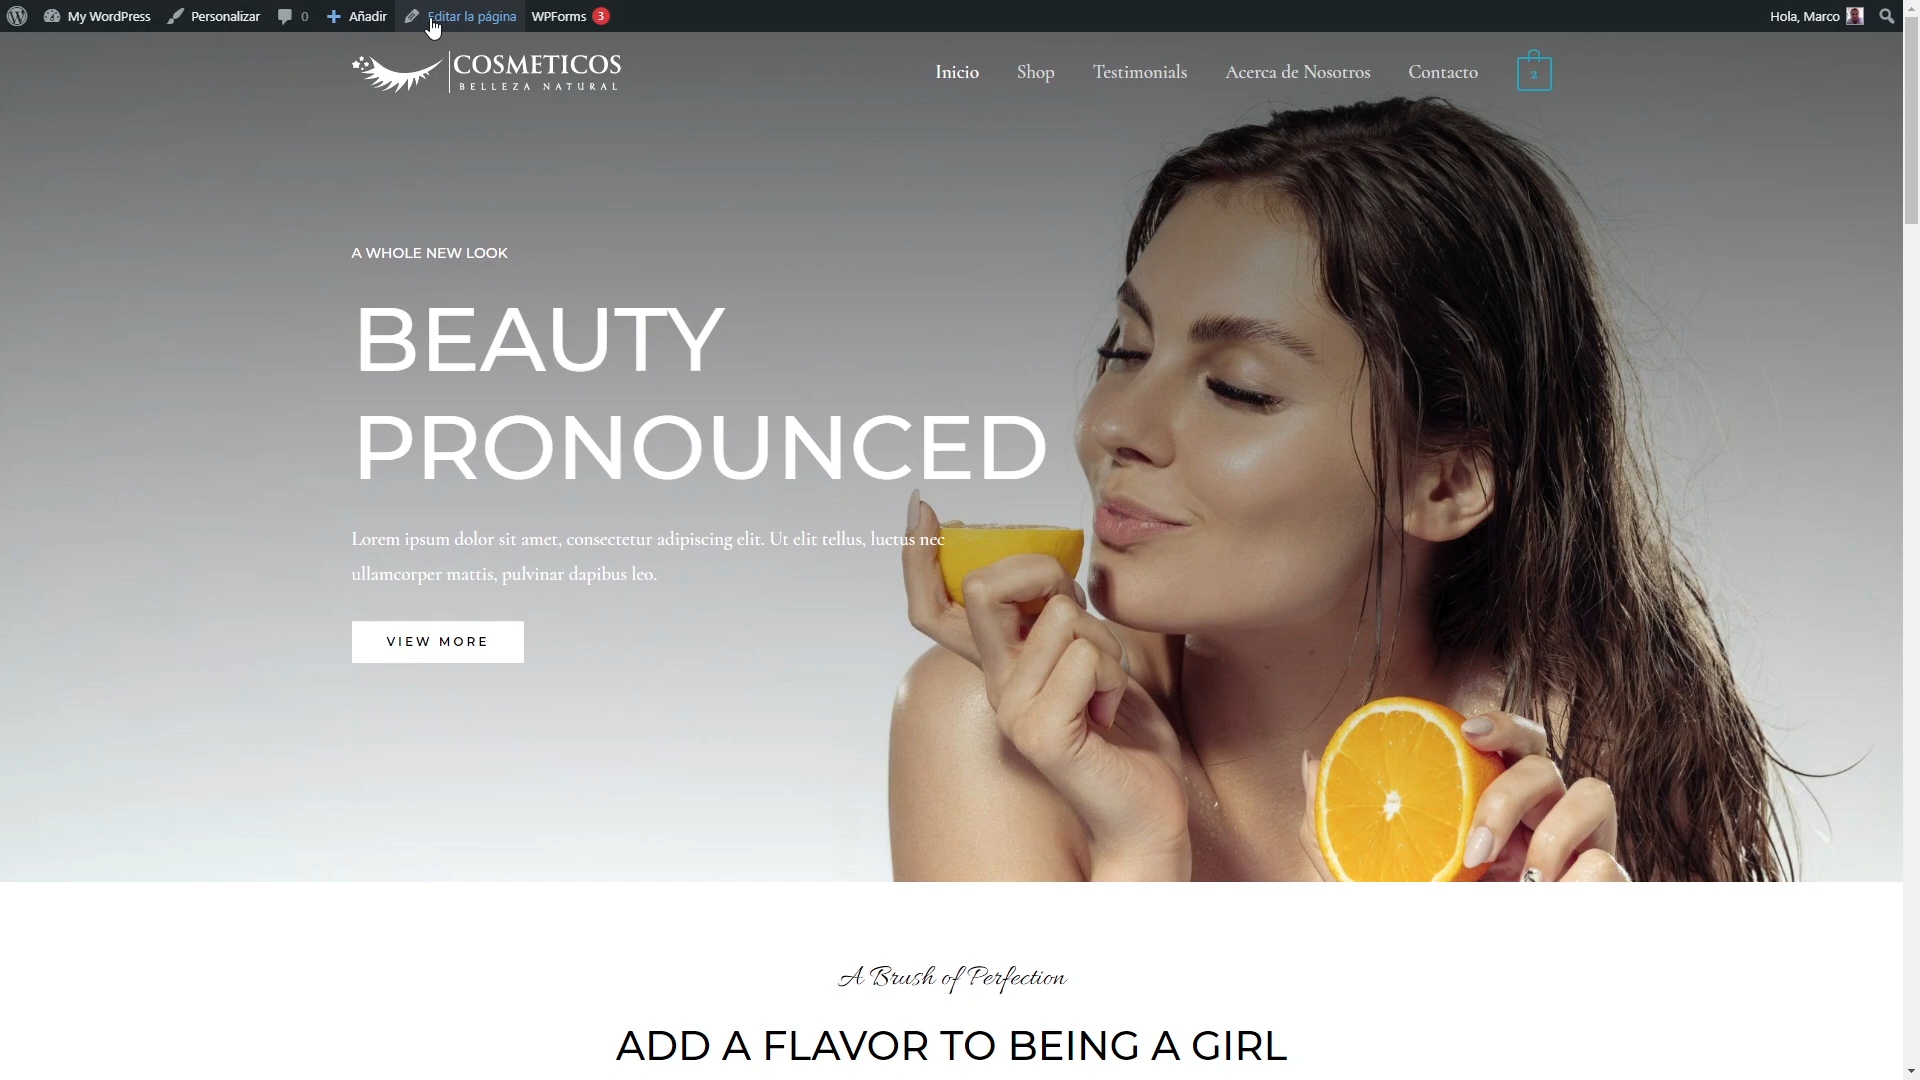 My WordPress Personalizar 0 Añadir Editar la página WPForms 3 Hola, Marco
COSMETICOS
BELLEZA NATURAL
Inicio Shop Testimonials Acerca de Nosotros Contacto 2
A WHOLE NEW LOOK
BEAUTY
PRONOUNCED
Lorem ipsum dolor sit amet, consectetur adipiscing elit. Ut elit tellus, luctus nec
ullamcorper mattis, pulvinar dapibus leo.
VIEW MORE
A Brush of Perfection
ADD A FLAVOR TO BEING A GIRL